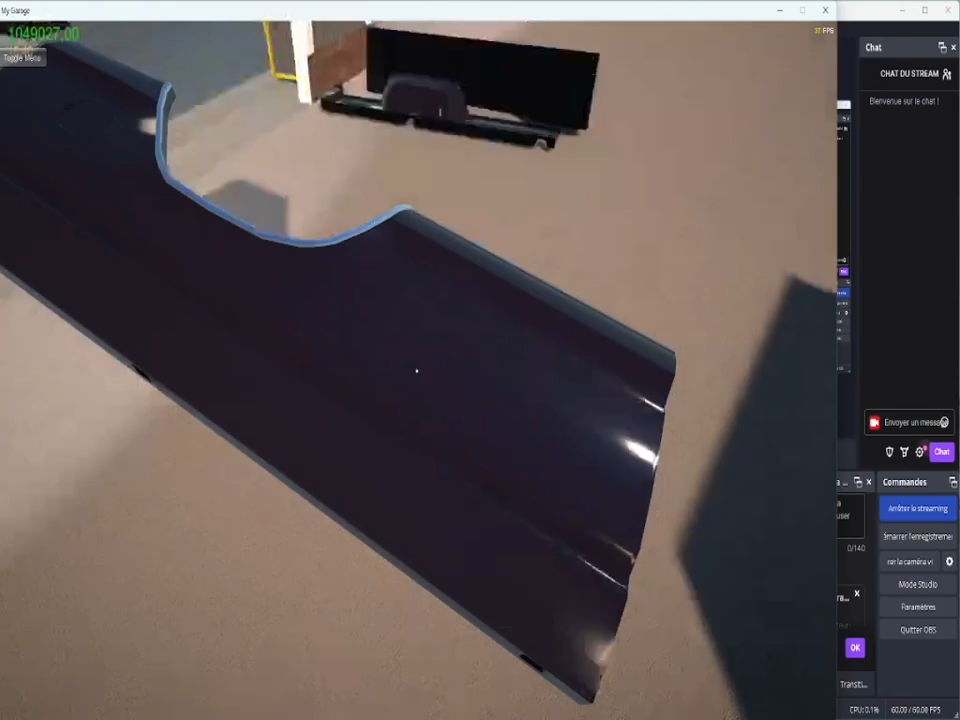 My Garage
1049027.00
37 FPS
Toggle Menu
Chat
CHAT DU STREAM
Bienvenue sur le chat !
Envoyer un messa
Chat
Commandes
Arrêter le streaming
0/140
OK
Mode Studio
Paramètres
Quitter OBS
CPU: 0.1%
60.00 / 60.00 FPS